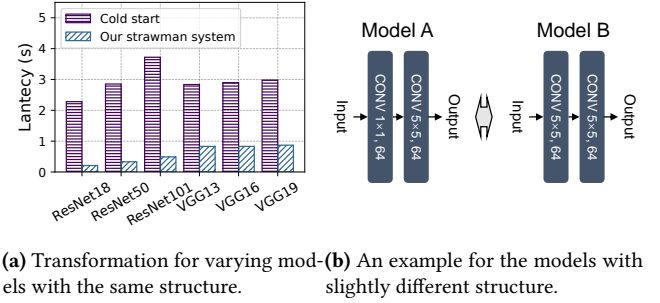 5
4
3
2
1
0
Lantecy (s)
Cold start
Our strawman system
ResNet18
ResNet50
ResNet101
VGG13
VGG16
VGG19
Model A
Input
CONV 1×1, 64
CONV 5×5, 64
Output
Model B
Input
CONV 5×5, 64
CONV 5×5, 64
Output
(a) Transformation for varying mod-
els with the same structure.
(b) An example for the models with
slightly different structure.